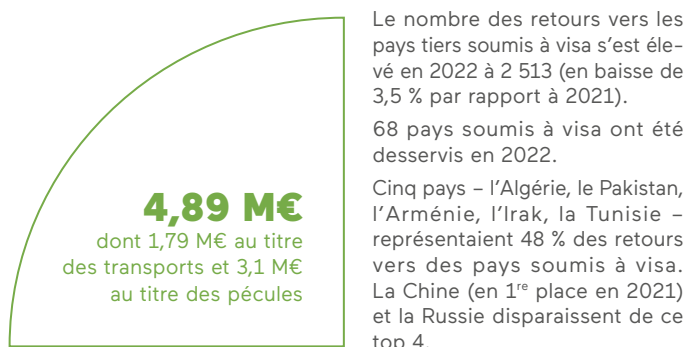 4,89 M€
dont 1,79 M€ au titre
des transports et 3,1 M€
au titre des pécules
Le nombre des retours vers les
pays tiers soumis à visa s’est éle-
vé en 2022 à 2 513 (en baisse de
3,5 % par rapport à 2021).
68 pays soumis à visa ont été
desservis en 2022.
Cinq pays – l’Algérie, le Pakistan,
l’Arménie, l’Irak, la Tunisie –
représentaient 48 % des retours
vers des pays soumis à visa.
La Chine (en 1re place en 2021)
et la Russie disparaissent de ce
top 4.